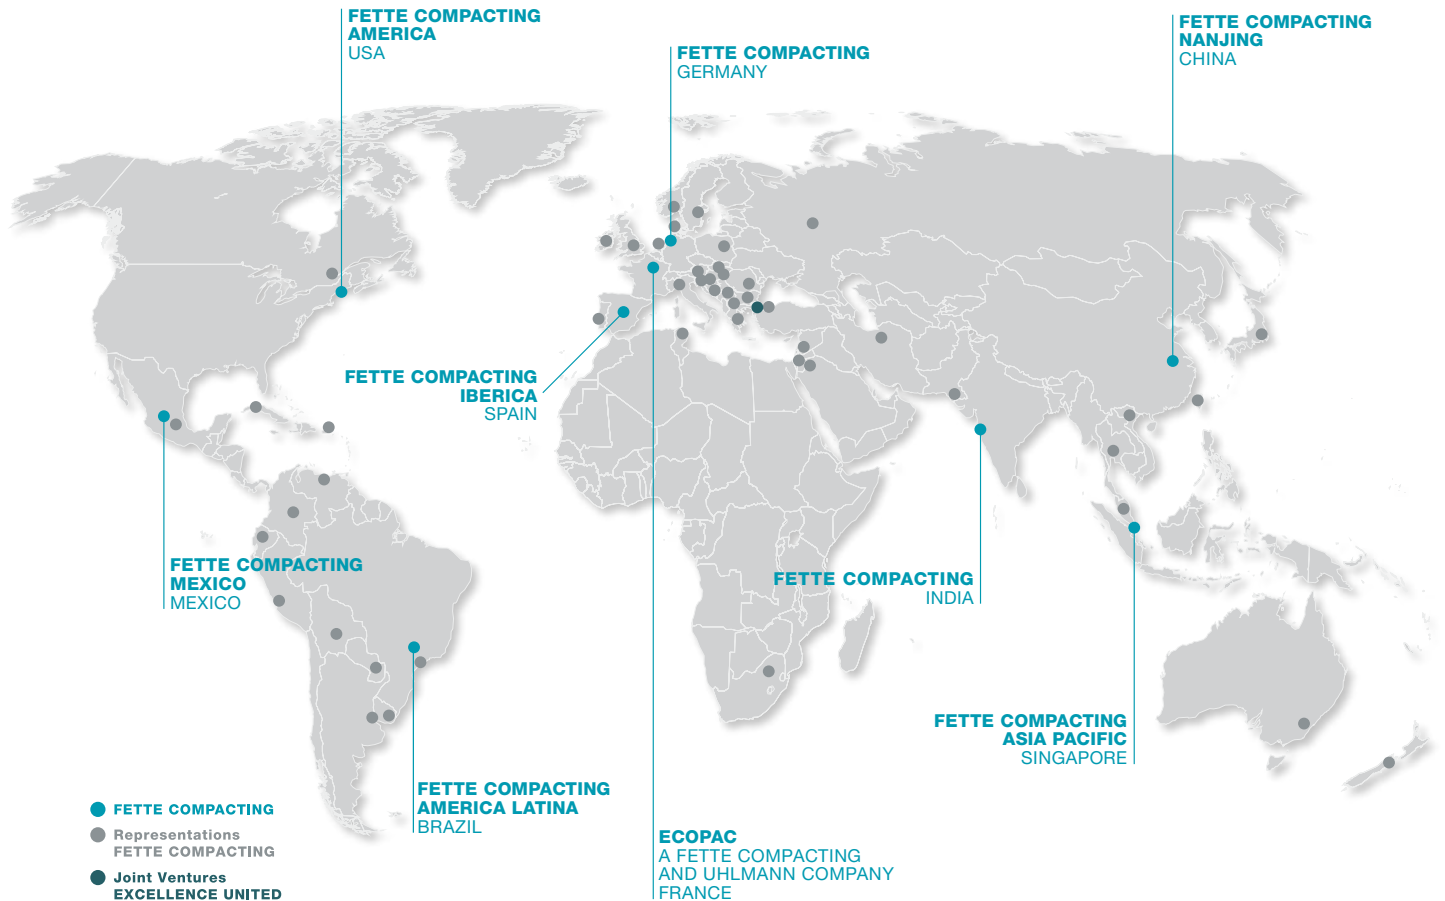 FETTE COMPACTING
AMERICA
USA
FETTE COMPACTING
GERMANY
FETTE COMPACTING
NANJING
CHINA
FETTE COMPACTING
IBERICA
SPAIN
FETTE COMPACTING
MEXICO
MEXICO
FETTE COMPACTING
INDIA
FETTE COMPACTING
ASIA PACIFIC
SINGAPORE
FETTE COMPACTING
AMERICA LATINA
BRAZIL
ECOPAC
A FETTE COMPACTING
AND UHLMANN COMPANY
FRANCE
FETTE COMPACTING
Representations
FETTE COMPACTING
Joint Ventures
EXCELLENCE UNITED